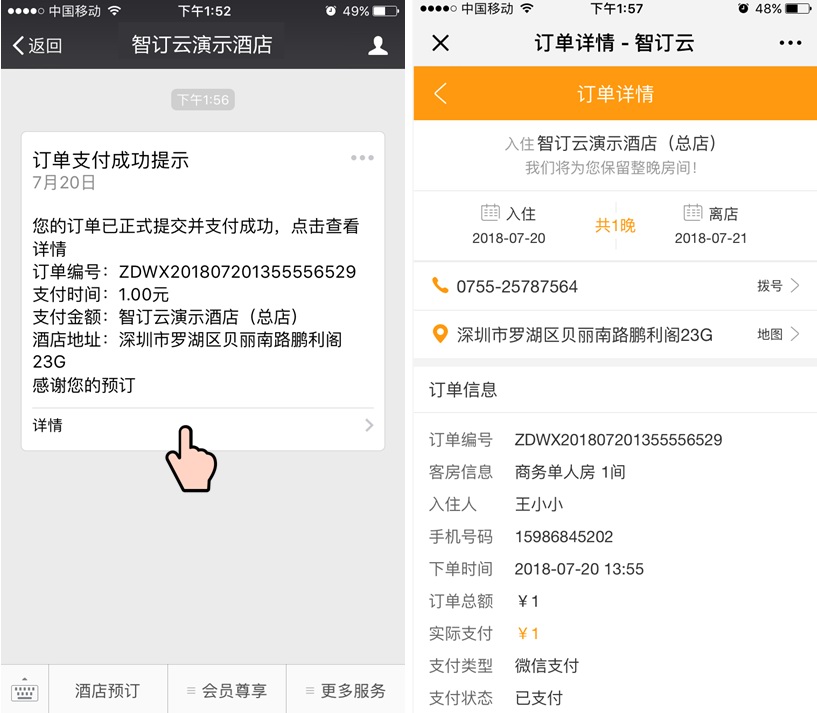 中国移动 下午1:52 49%
返回 智订云演示酒店
下午1:56
订单支付成功提示
7月20日
您的订单已正式提交并支付成功，点击查看
详情
订单编号：ZDWX201807201355556529
支付时间：1.00元
支付金额：智订云演示酒店（总店）
酒店地址：深圳市罗湖区贝丽南路鹏利阁
23G
感谢您的预订
详情
酒店预订 会员尊享 更多服务
中国移动 下午1:57 48%
订单详情 - 智订云
订单详情
入住智订云演示酒店（总店）
我们将为您保留整晚房间！
入住 共1晚 离店
2018-07-20 2018-07-21
0755-25787564 拨号
深圳市罗湖区贝丽南路鹏利阁23G 地图
订单信息
订单编号 ZDWX201807201355556529
客房信息 商务单人房 1间
入住人 王小小
手机号码 15986845202
下单时间 2018-07-20 13:55
订单总额 ￥1
实际支付 ￥1
支付类型 微信支付
支付状态 已支付